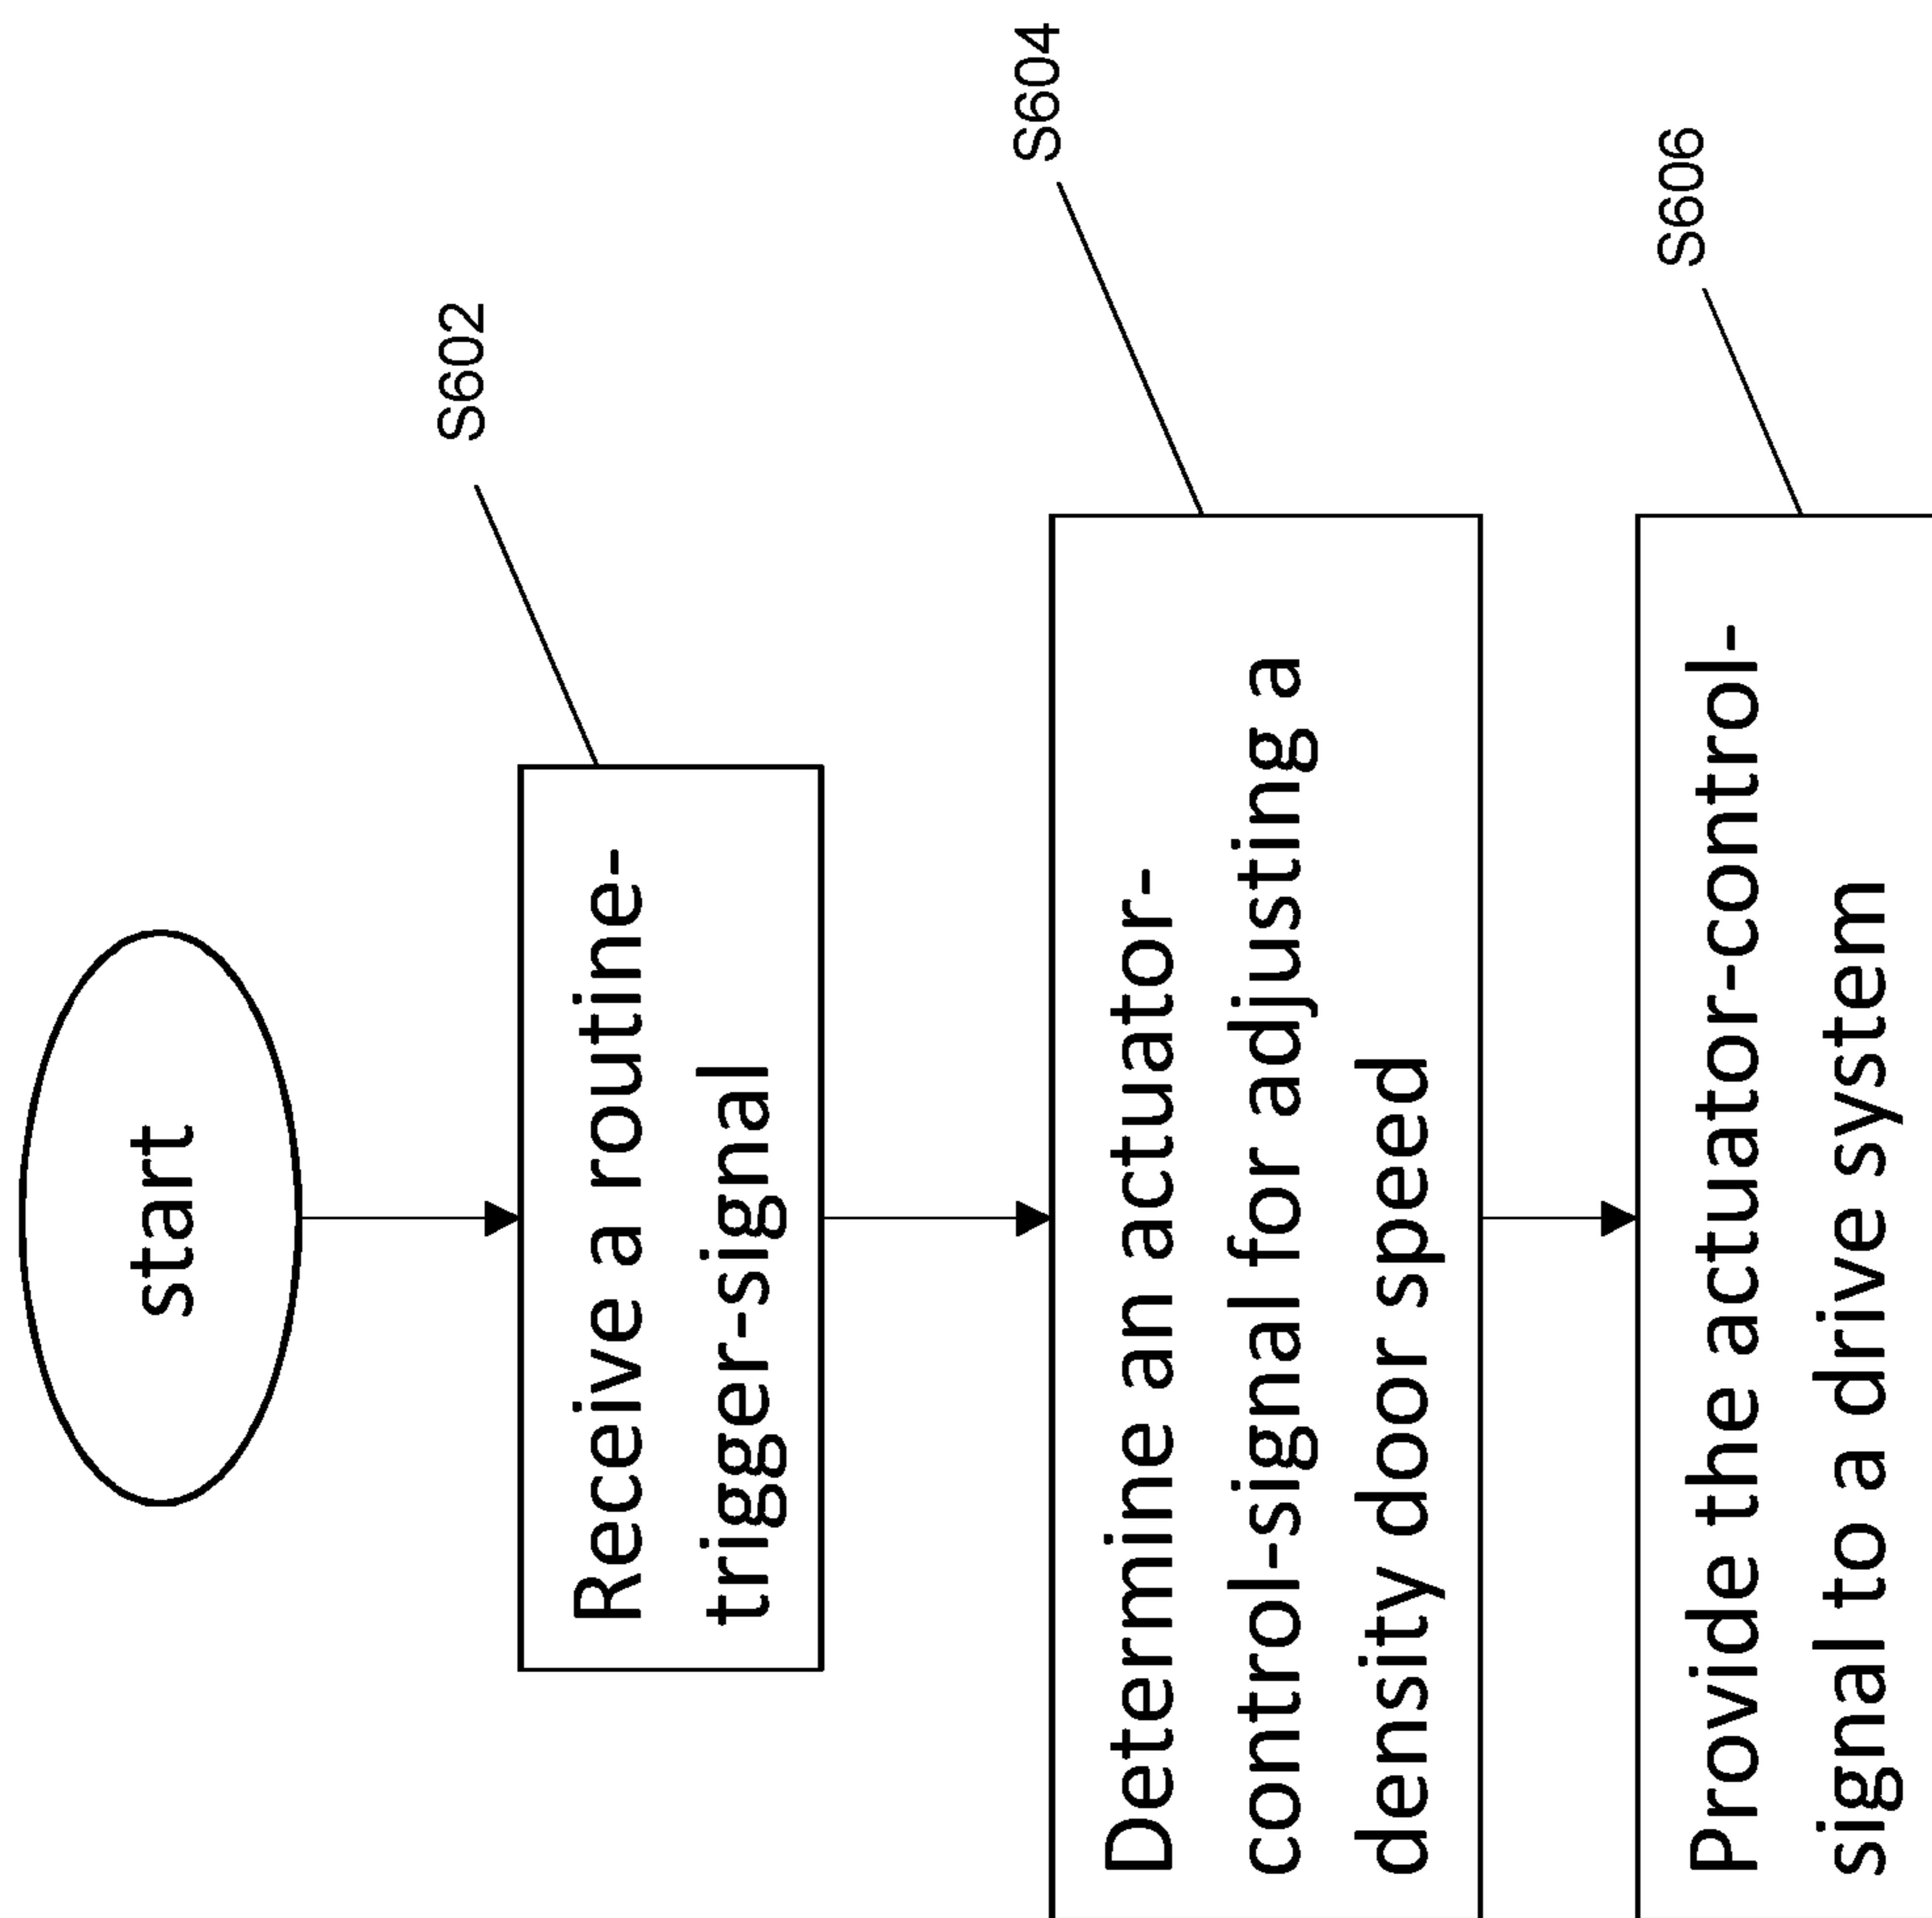 start
S602
Receive a routine-
trigger-signal
S604
Determine an actuator-
control-signal for adjusting a
density door speed
S606
Provide the actuator-control-
signal to a drive system